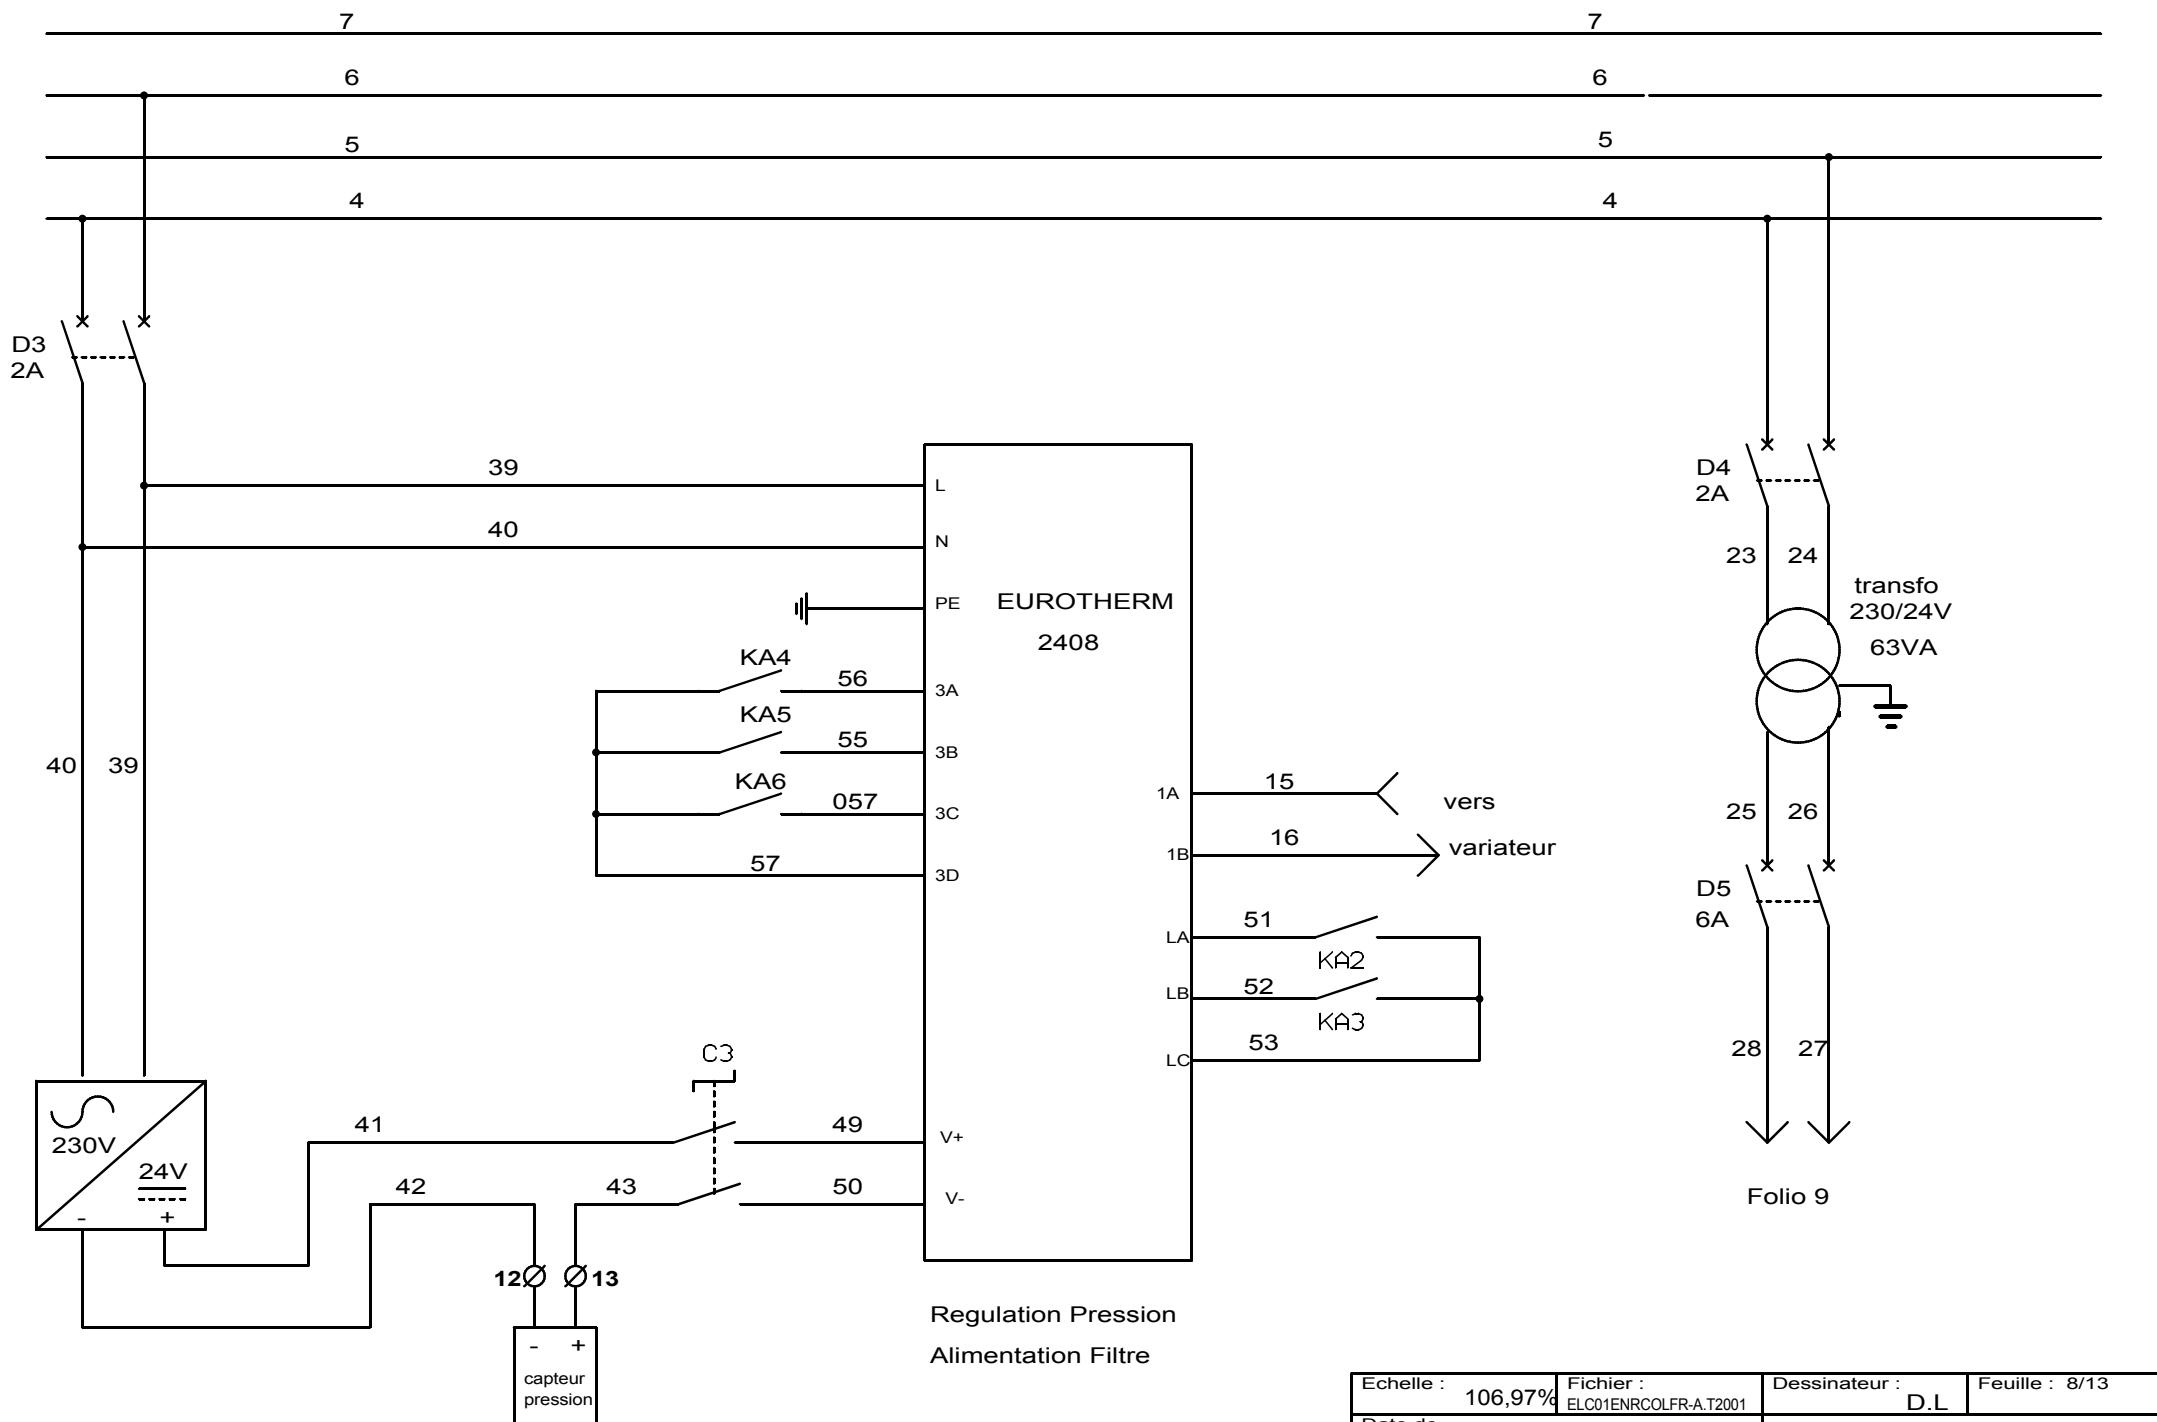 7 7
6 6
5 5
4 4
D3
2A
39
L
40
N
PE
EUROTHERM
2408
KA4
56
3A
KA5
55
3B
KA6
057
3C
57
3D
40 39
1A
15
vers
1B
16
variateur
LA
51
KA2
LB
52
KA3
LC
53
D4
2A
23 24
transfo
230/24V
63VA
25 26
D5
6A
28 27
Folio 9
230V
24V
- +
C3
41
49
V+
42
43
50
V-
12 13
- +
capteur
pression
Regulation Pression
Alimentation Filtre
Echelle : 106,97%
Fichier :
ELC01ENRCOLFR-A.T2001
Dessinateur :
D.L
Feuille : 8/13